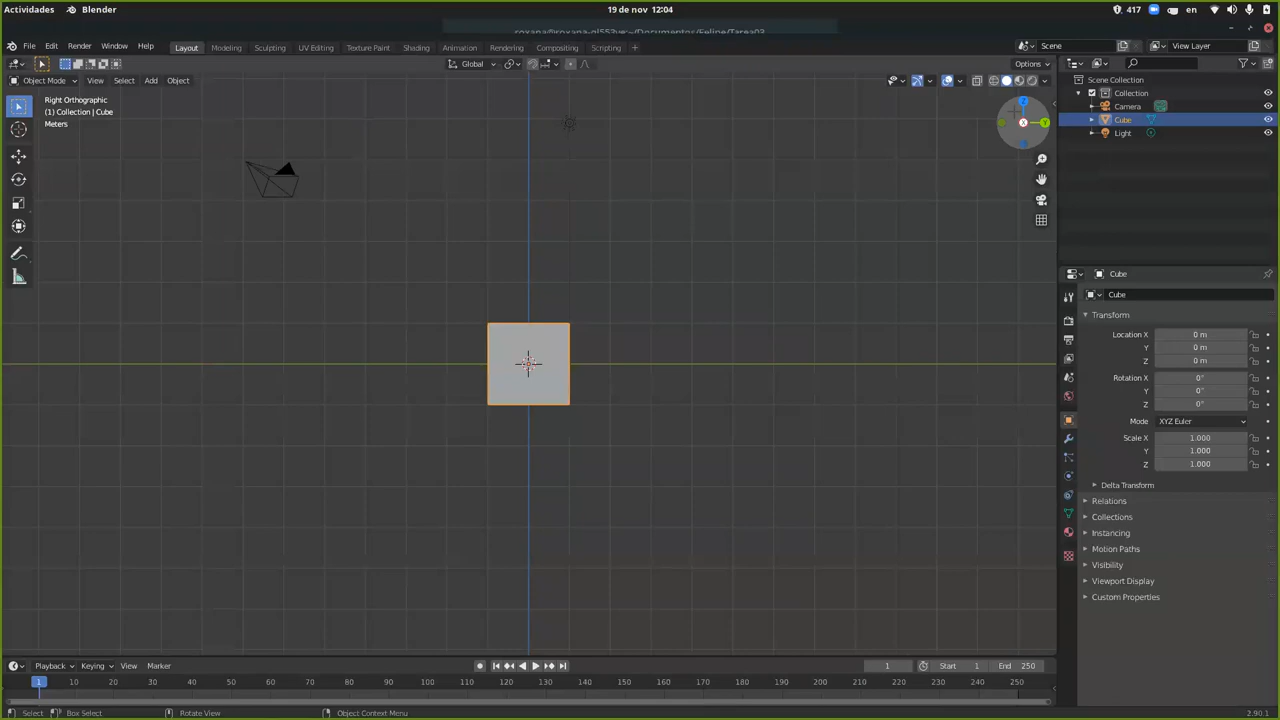 Actividades Blender 19 de nov 12:04 417 en
File Edit Render Window Help Layout Modeling Sculpting UV Editing Texture Paint Shading Animation Rendering Compositing Scripting + Scene View Layer
Global Options
Object Mode View Select Add Object
Right Orthographic
(1) Collection | Cube
Meters
Z
Y
X
Scene Collection
Collection
Camera
Cube
Light
Cube
Cube
Transform
Location X 0 m
Y 0 m
Z 0 m
Rotation X 0°
Y 0°
Z 0°
Mode XYZ Euler
Scale X 1.000
Y 1.000
Z 1.000
Delta Transform
Relations
Collections
Instancing
Motion Paths
Visibility
Viewport Display
Custom Properties
Playback Keying View Marker 1 Start 1 End 250
1 10 20 30 40 50 60 70 80 90 100 110 120 130 140 150 160 170 180 190 200 210 220 230 240 250
Select Box Select Rotate View Object Context Menu 2.90.1